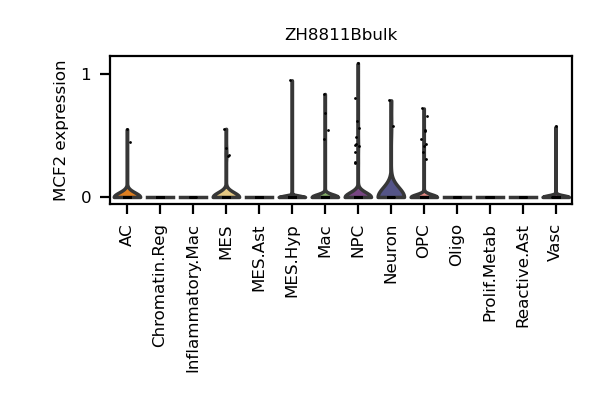 ZH8811Bbulk
MCF2 expression
1
0
AC
Chromatin.Reg
Inflammatory.Mac
MES
MES.Ast
MES.Hyp
Mac
NPC
Neuron
OPC
Oligo
Prolif.Metab
Reactive.Ast
Vasc